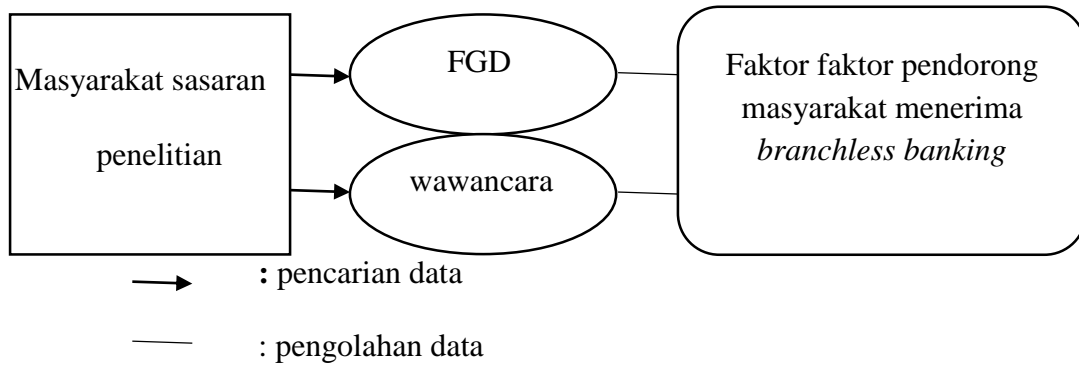 Masyarakat sasaran
penelitian
FGD
wawancara
Faktor faktor pendorong
masyarakat menerima
branchless banking
: pencarian data
: pengolahan data